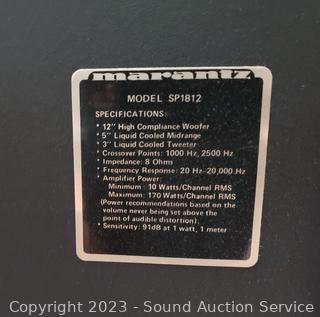 marantz
MODEL SP1812
SPECIFICATIONS:
* 12" High Compliance Woofer
* 5" Liquid Cooled Midrange
* 3" Liquid Cooled Tweeter
* Crossover Points: 1000 Hz, 2500 Hz
* Impedance: 8 Ohms
* Frequency Response: 20 Hz–20,000 Hz
* Amplifier Power:
Minimum: 10 Watts/Channel RMS
Maximum: 170 Watts/Channel RMS
(Power recommendations based on the
volume never being set above the
point of audible distortion).
* Sensitivity: 91dB at 1 watt, 1 meter
Copyright 2023 - Sound Auction Service